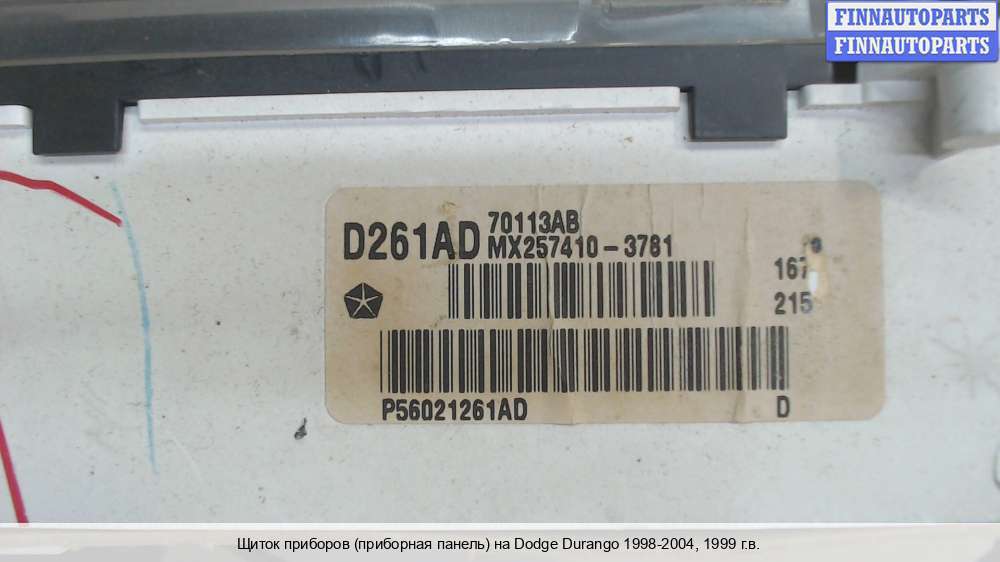 FINNAUTOPARTS
FINNAUTOPARTS
D261AD
70113AB
MX257410-3781
167
215
P56021261AD D
Щиток приборов (приборная панель) на Dodge Durango 1998-2004, 1999 г.в.